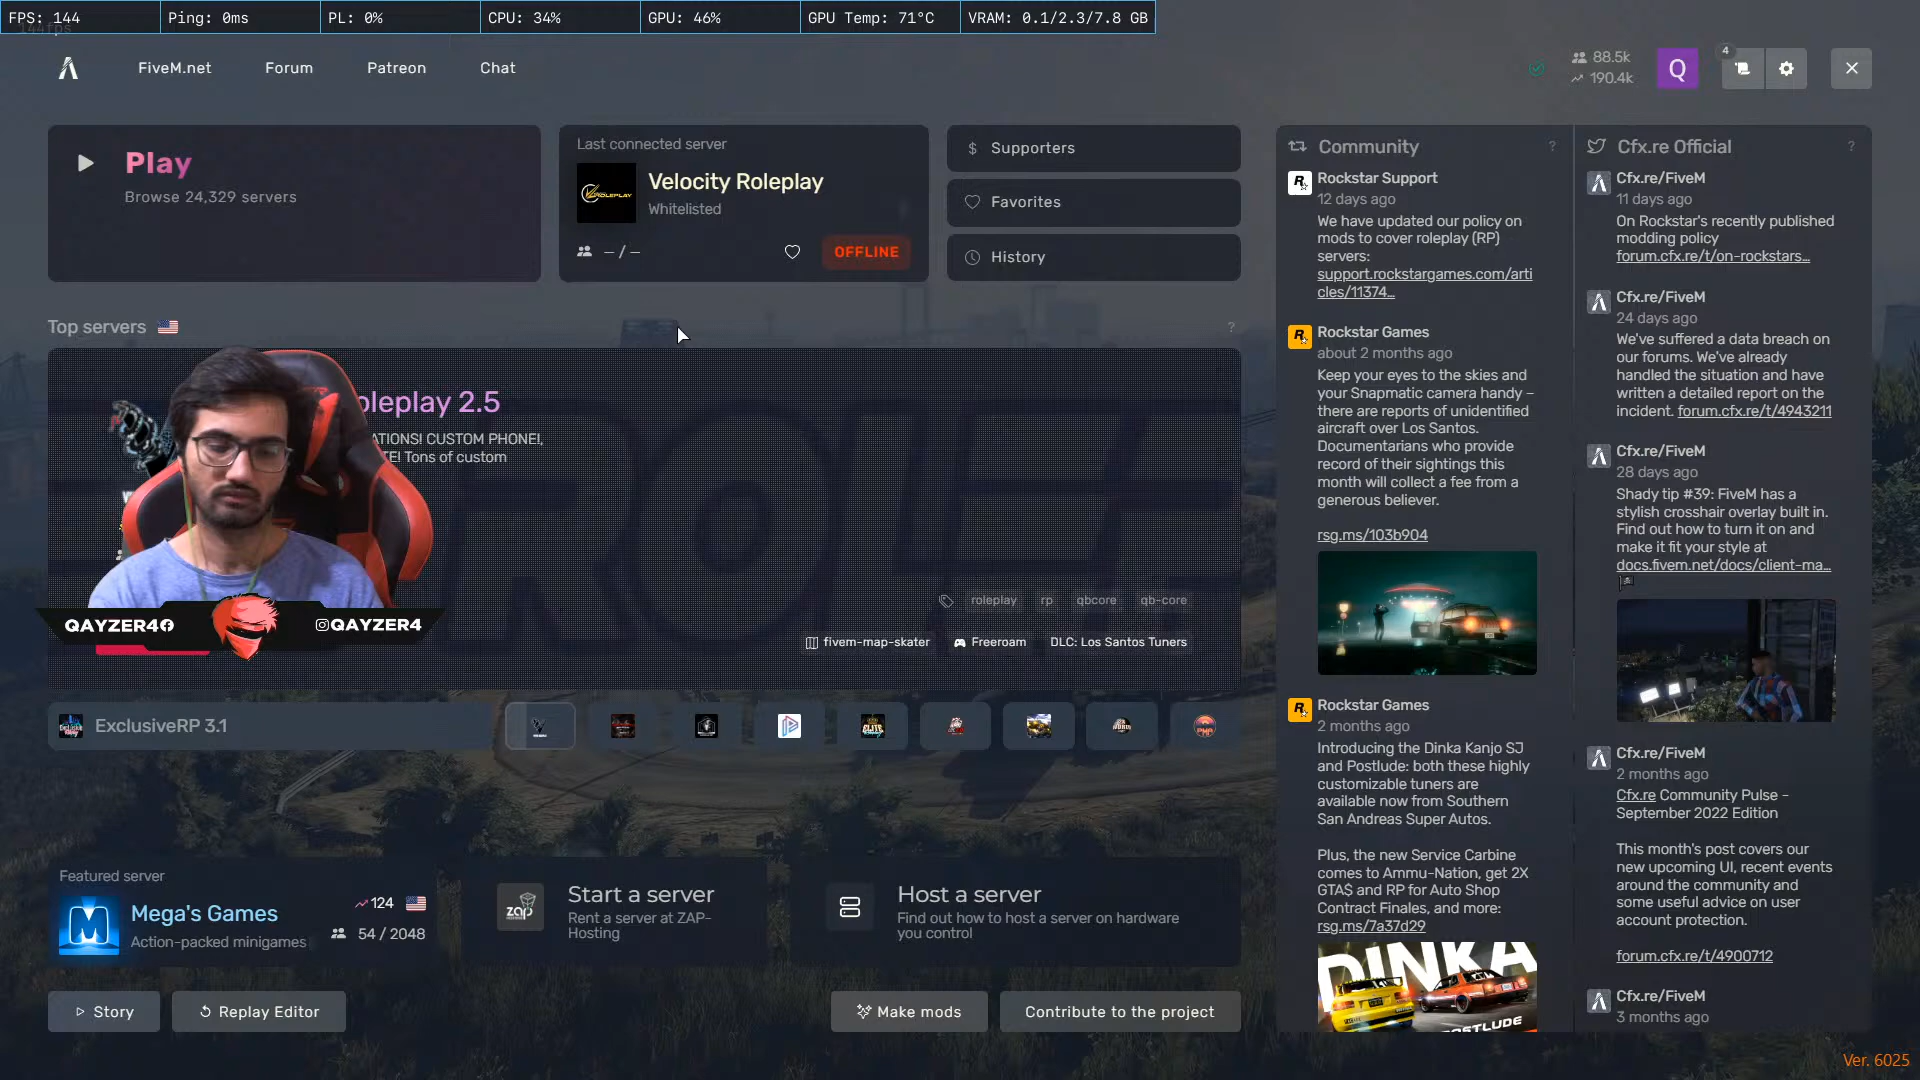 FPS: 144
Ping: 0ms
PL: 0%
CPU: 34%
GPU: 46%
GPU Temp: 71°C
VRAM: 0.1/2.3/7.8 GB
144fps
FiveM.net
Forum
Patreon
Chat
88.5k
190.4k
Q
4
Play
Browse 24,329 servers
Last connected server
Velocity Roleplay
Whitelisted
– / –
OFFLINE
$ Supporters
Favorites
History
Top servers
?
oleplay 2.5
ATIONS! CUSTOM PHONE!,
TE! Tons of custom
roleplay
rp
qbcore
qb-core
fivem-map-skater
Freeroam
DLC: Los Santos Tuners
QAYZER4
QAYZER4
ExclusiveRP 3.1
Featured server
Mega's Games
Action-packed minigames
124
54 / 2048
zap
Start a server
Rent a server at ZAP-
Hosting
Host a server
Find out how to host a server on hardware
you control
Story
Replay Editor
Make mods
Contribute to the project
Community
?
Rockstar Support
12 days ago
We have updated our policy on
mods to cover roleplay (RP)
servers:
support.rockstargames.com/arti
cles/11374…
Rockstar Games
about 2 months ago
Keep your eyes to the skies and
your Snapmatic camera handy –
there are reports of unidentified
aircraft over Los Santos.
Documentarians who provide
record of their sightings this
month will collect a fee from a
generous believer.
rsg.ms/103b904
Rockstar Games
2 months ago
Introducing the Dinka Kanjo SJ
and Postlude: both these highly
customizable tuners are
available now from Southern
San Andreas Super Autos.
Plus, the new Service Carbine
comes to Ammu-Nation, get 2X
GTA$ and RP for Auto Shop
Contract Finales, and more:
rsg.ms/7a37d29
DINKA
POSTLUDE
Cfx.re Official
?
Cfx.re/FiveM
11 days ago
On Rockstar's recently published
modding policy
forum.cfx.re/t/on-rockstars…
Cfx.re/FiveM
24 days ago
We've suffered a data breach on
our forums. We've already
handled the situation and have
written a detailed report on the
incident. forum.cfx.re/t/4943211
Cfx.re/FiveM
28 days ago
Shady tip #39: FiveM has a
stylish crosshair overlay built in.
Find out how to turn it on and
make it fit your style at
docs.fivem.net/docs/client-ma…
Cfx.re/FiveM
2 months ago
Cfx.re Community Pulse -
September 2022 Edition
This month's post covers our
new upcoming UI, recent events
around the community and
some useful advice on user
account protection.
forum.cfx.re/t/4900712
Cfx.re/FiveM
3 months ago
Ver. 6025